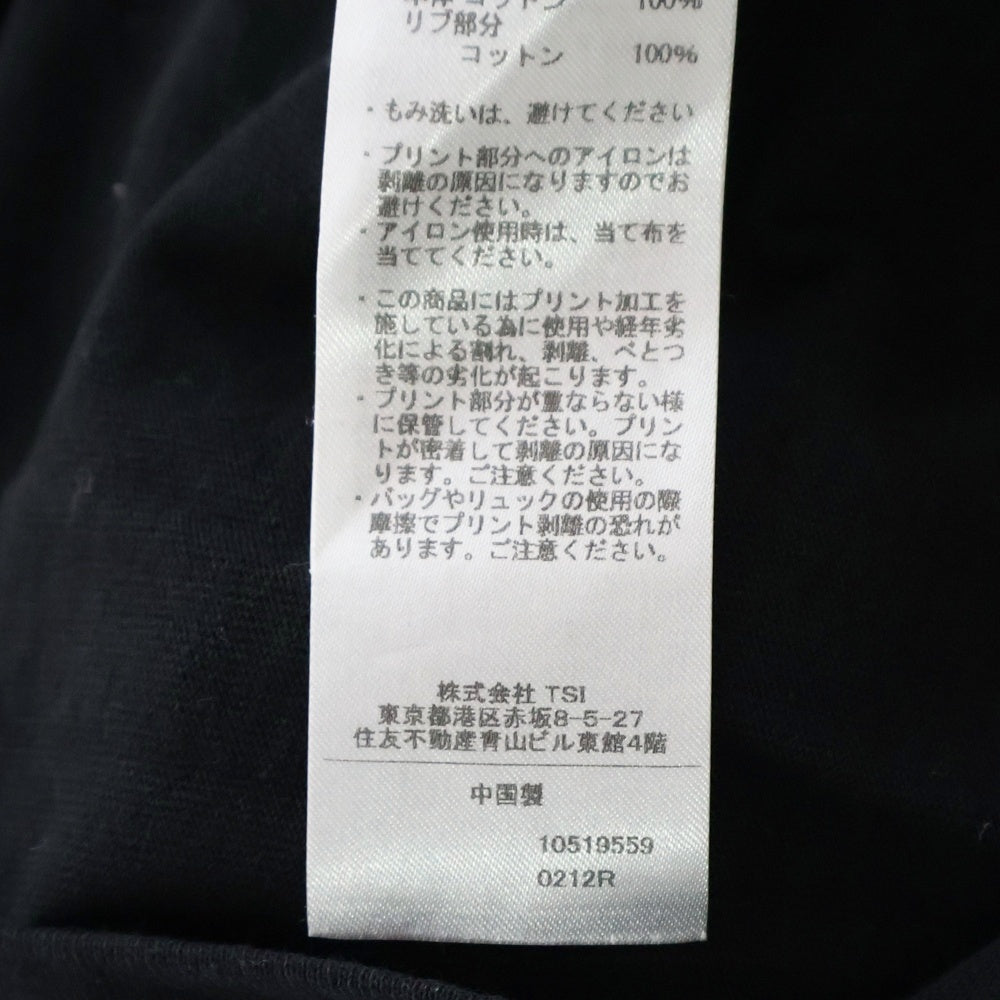 本体 コットン 100%
リブ部分
コットン 100%
・もみ洗いは、避けてください
・プリント部分へのアイロンは
剥離の原因になりますのでお
避けください。
・アイロン使用時は、当て布を
当ててください。
・この商品にはプリント加工を
施している為に使用や経年劣
化による割れ、剥離、べとつ
き等の劣化が起こります。
・プリント部分が重ならない様
に保管してください。プリン
トが密着して剥離の原因にな
ります。ご注意ください。
・バッグやリュックの使用の際
摩擦でプリント剥離の恐れが
あります。ご注意ください。
株式会社 TSI
東京都港区赤坂8-5-27
住友不動産青山ビル東館4階
中国製
10519559
0212R